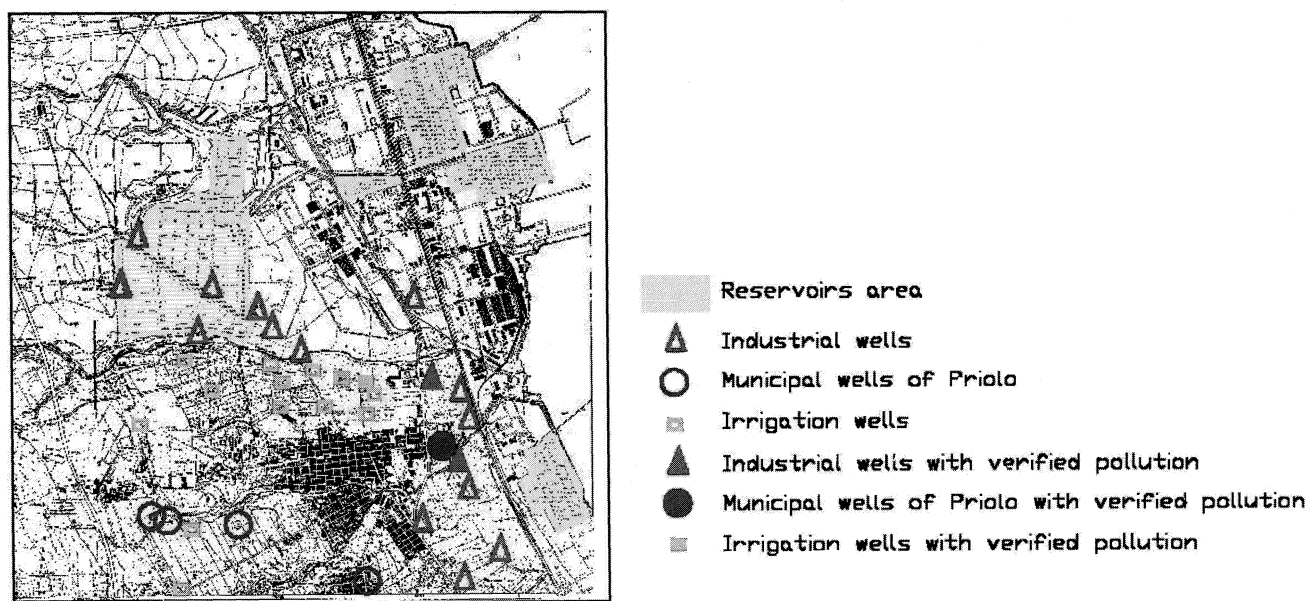 Reservoirs area
Industrial wells
Municipal wells of Priolo
Irrigation wells
Industrial wells with verified pollution
Municipal wells of Priolo with verified pollution
Irrigation wells with verified pollution